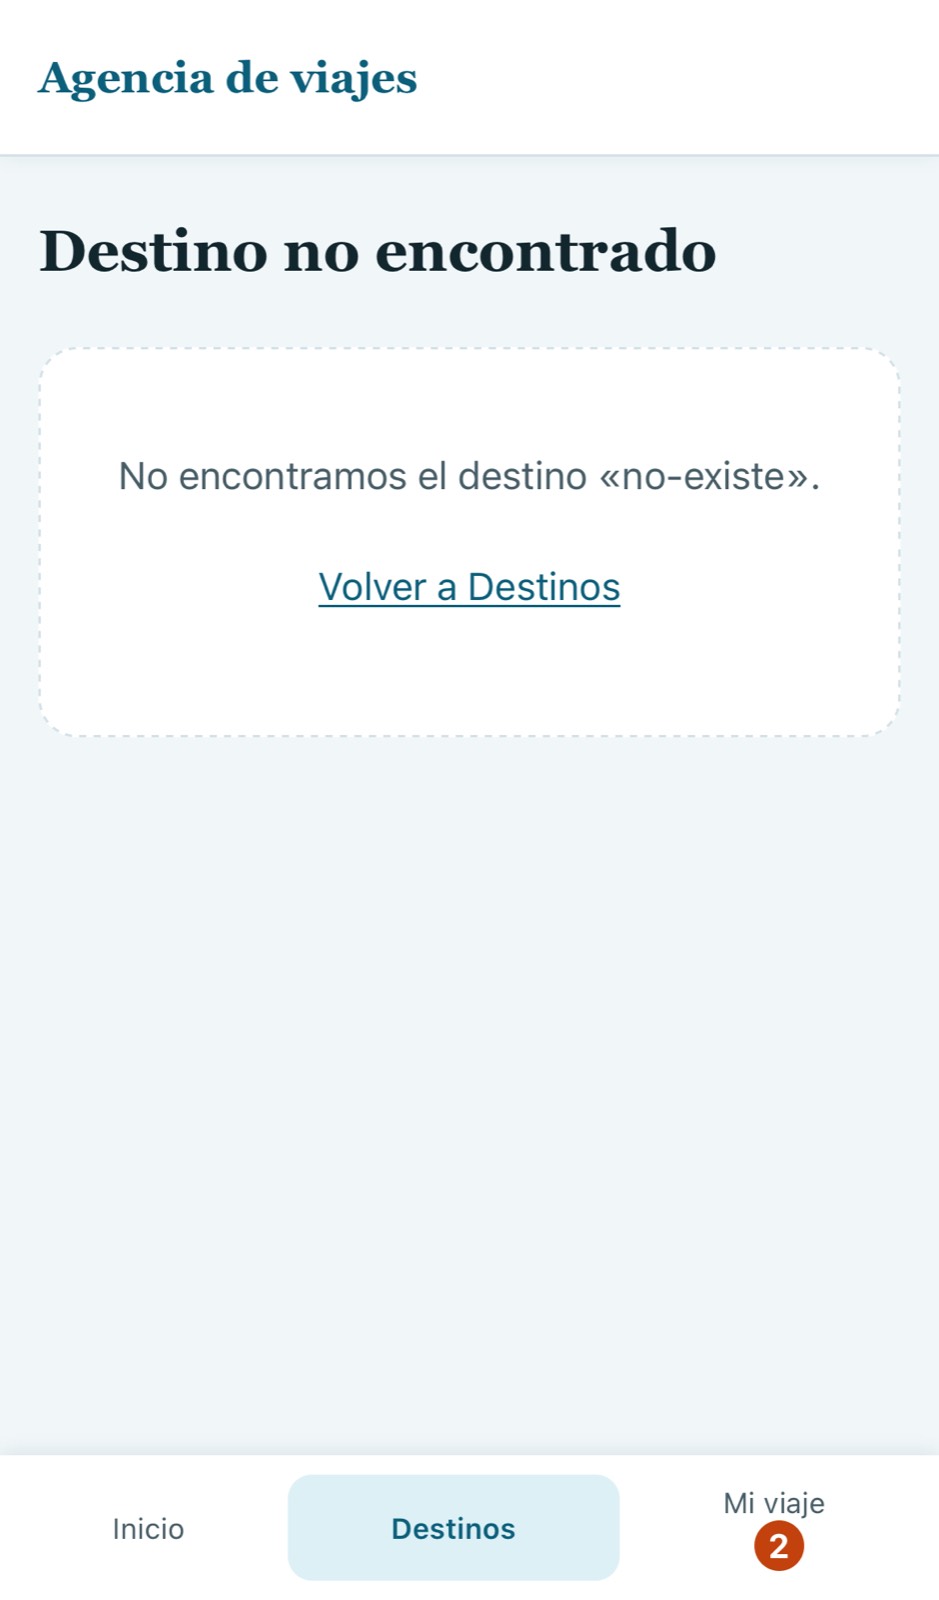 Agencia de viajes
Destino no encontrado
No encontramos el destino «no-existe».
Volver a Destinos
Inicio
Destinos
Mi viaje
2